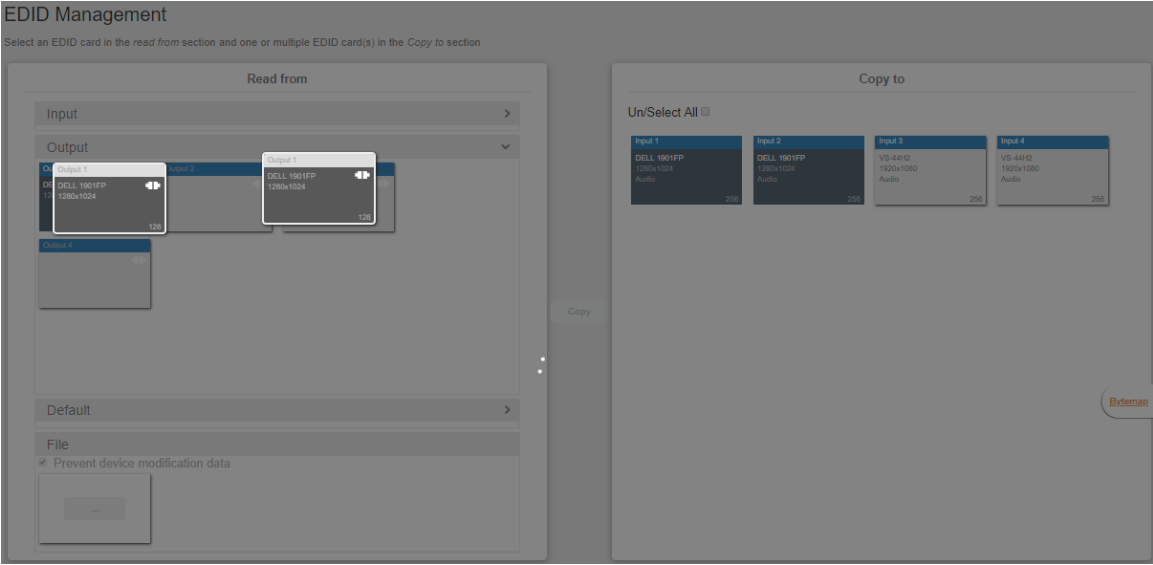 EDID Management
Select an EDID card in the read from section and one or multiple EDID card(s) in the Copy to section
Read from
Input
Output
Output 1
DELL 1901FP
1280x1024
128
Output 2
Output 1
DELL 1901FP
1280x1024
128
Output 4
Default
File
Prevent device modification data
...
Copy
Copy to
Un/Select All
Input 1
DELL 1901FP
1280x1024
Audio
256
Input 2
DELL 1901FP
1280x1024
Audio
256
Input 3
VS-44H2
1920x1080
Audio
256
Input 4
VS-44H2
1920x1080
Audio
256
Bytemap